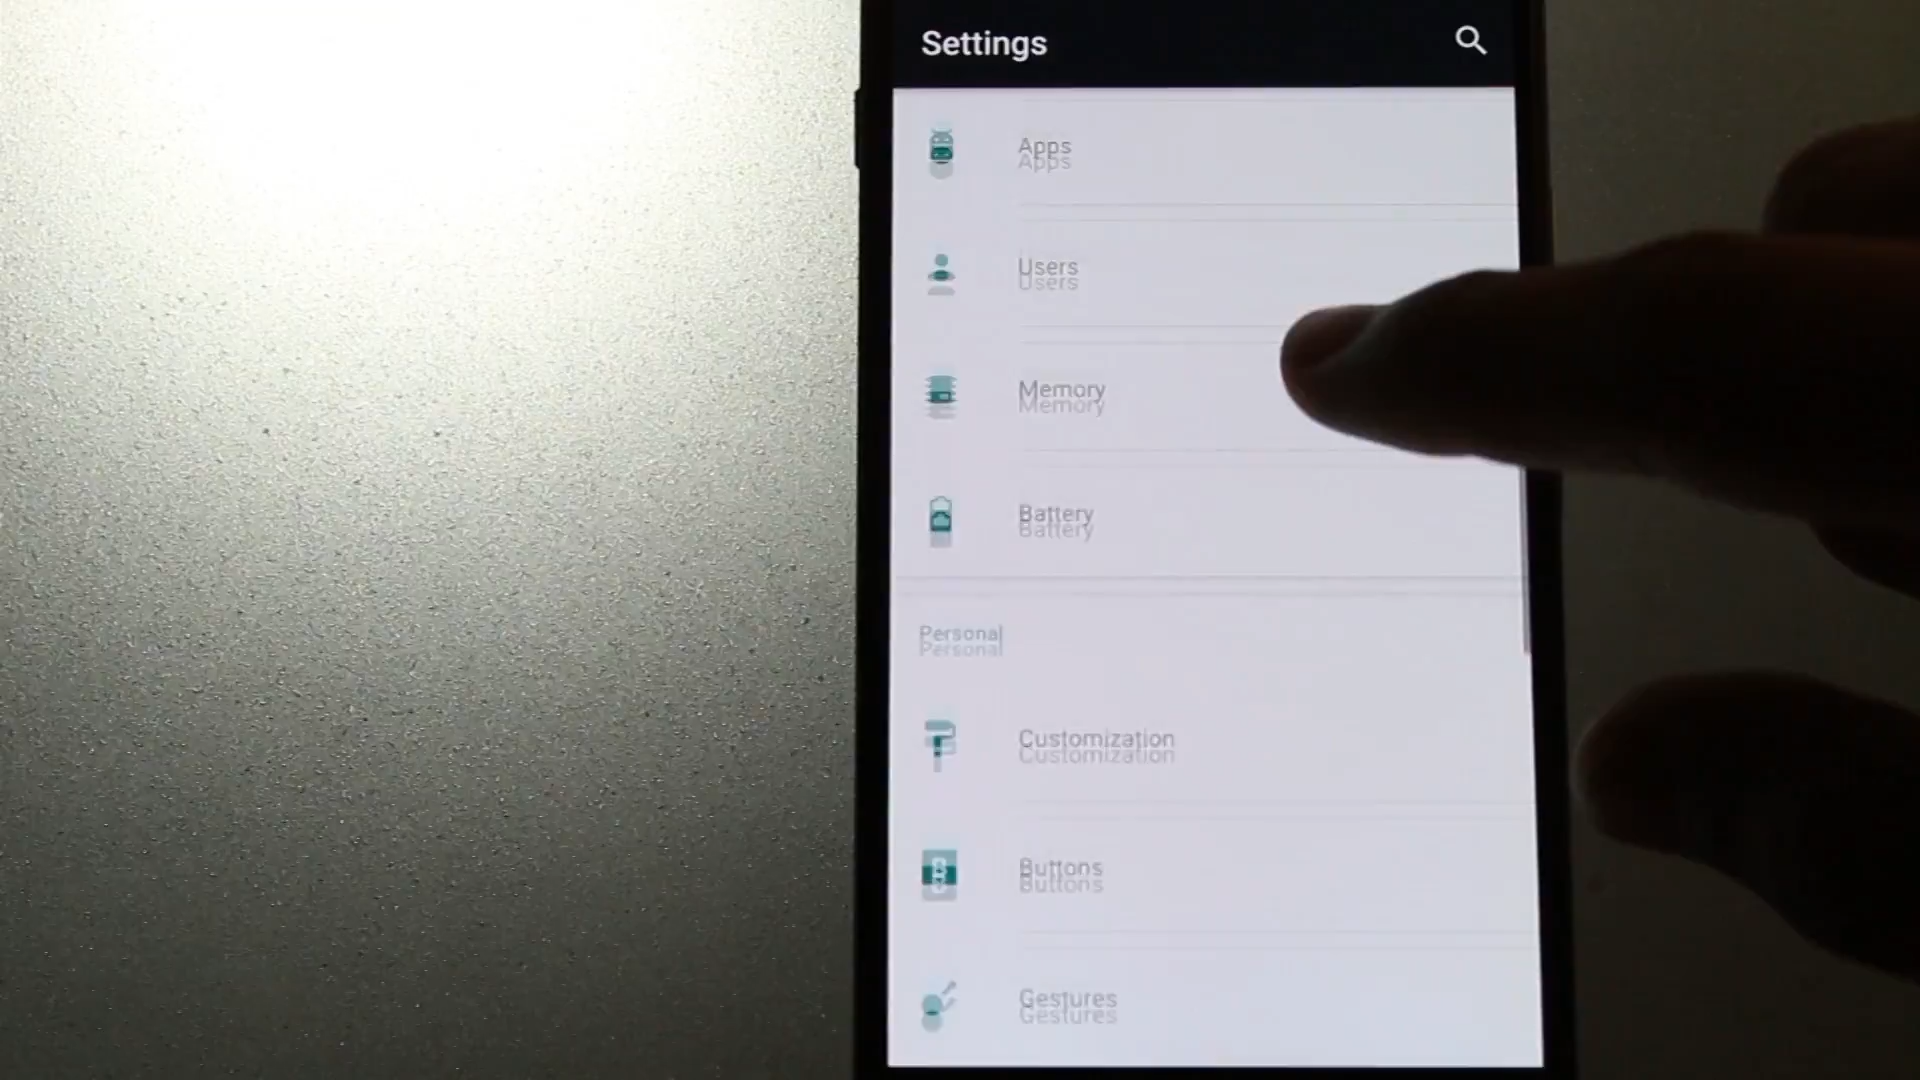 Settings
Apps
Users
Memory
Battery
Personal
Customization
Buttons
Gestures